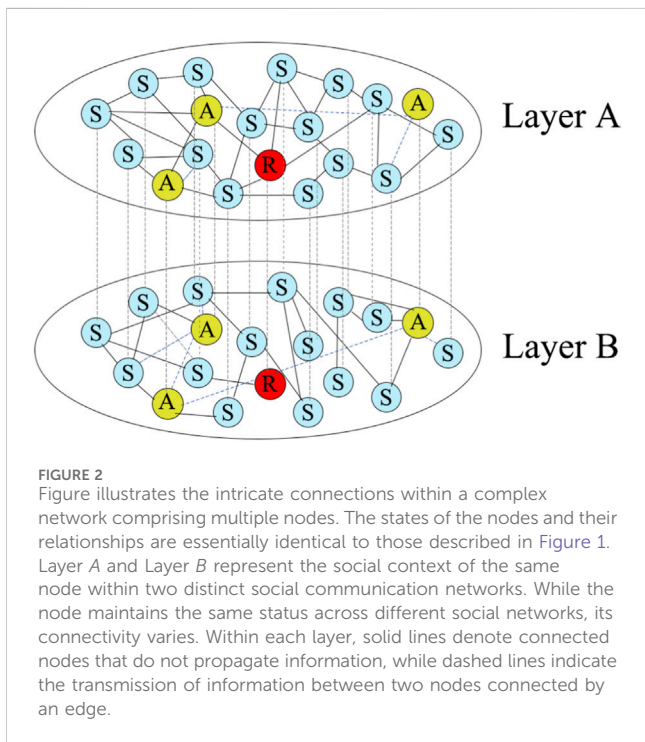 S S S S
S A S A
S S S
Layer A
S S R S
A S S S
S S S S
S A S A
S S S
Layer B
S S R S
A S S S
FIGURE 2
Figure illustrates the intricate connections within a complex
network comprising multiple nodes. The states of the nodes and their
relationships are essentially identical to those described in Figure 1.
Layer A and Layer B represent the social context of the same
node within two distinct social communication networks. While the
node maintains the same status across different social networks, its
connectivity varies. Within each layer, solid lines denote connected
nodes that do not propagate information, while dashed lines indicate
the transmission of information between two nodes connected by
an edge.